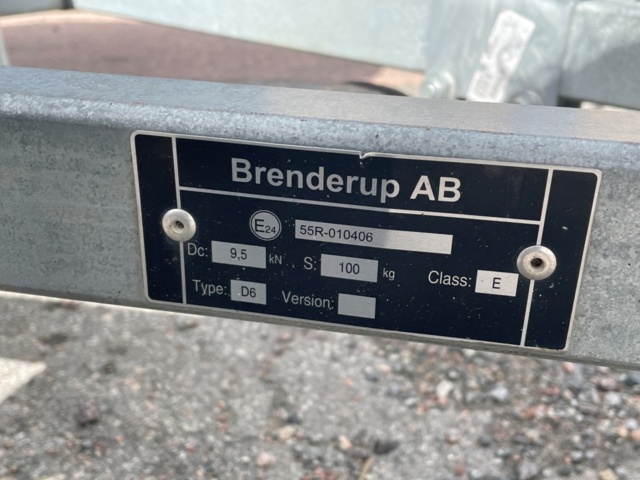 Brenderup AB
E24 55R-010406
Dc: 9,5 kN S: 100 kg Class: E
Type: D6 Version: